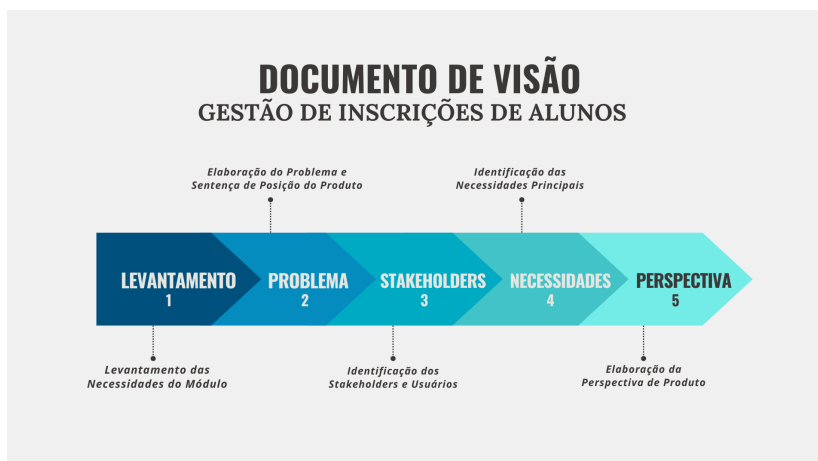 DOCUMENTO DE VISÃO
GESTÃO DE INSCRIÇÕES DE ALUNOS
Elaboração do Problema e
Sentença de Posição do Produto
Identificação das
Necessidades Principais
LEVANTAMENTO
1
PROBLEMA
2
STAKEHOLDERS
3
NECESSIDADES
4
PERSPECTIVA
5
Levantamento das
Necessidades do Módulo
Identificação dos
Stakeholders e Usuários
Elaboração da
Perspectiva de Produto